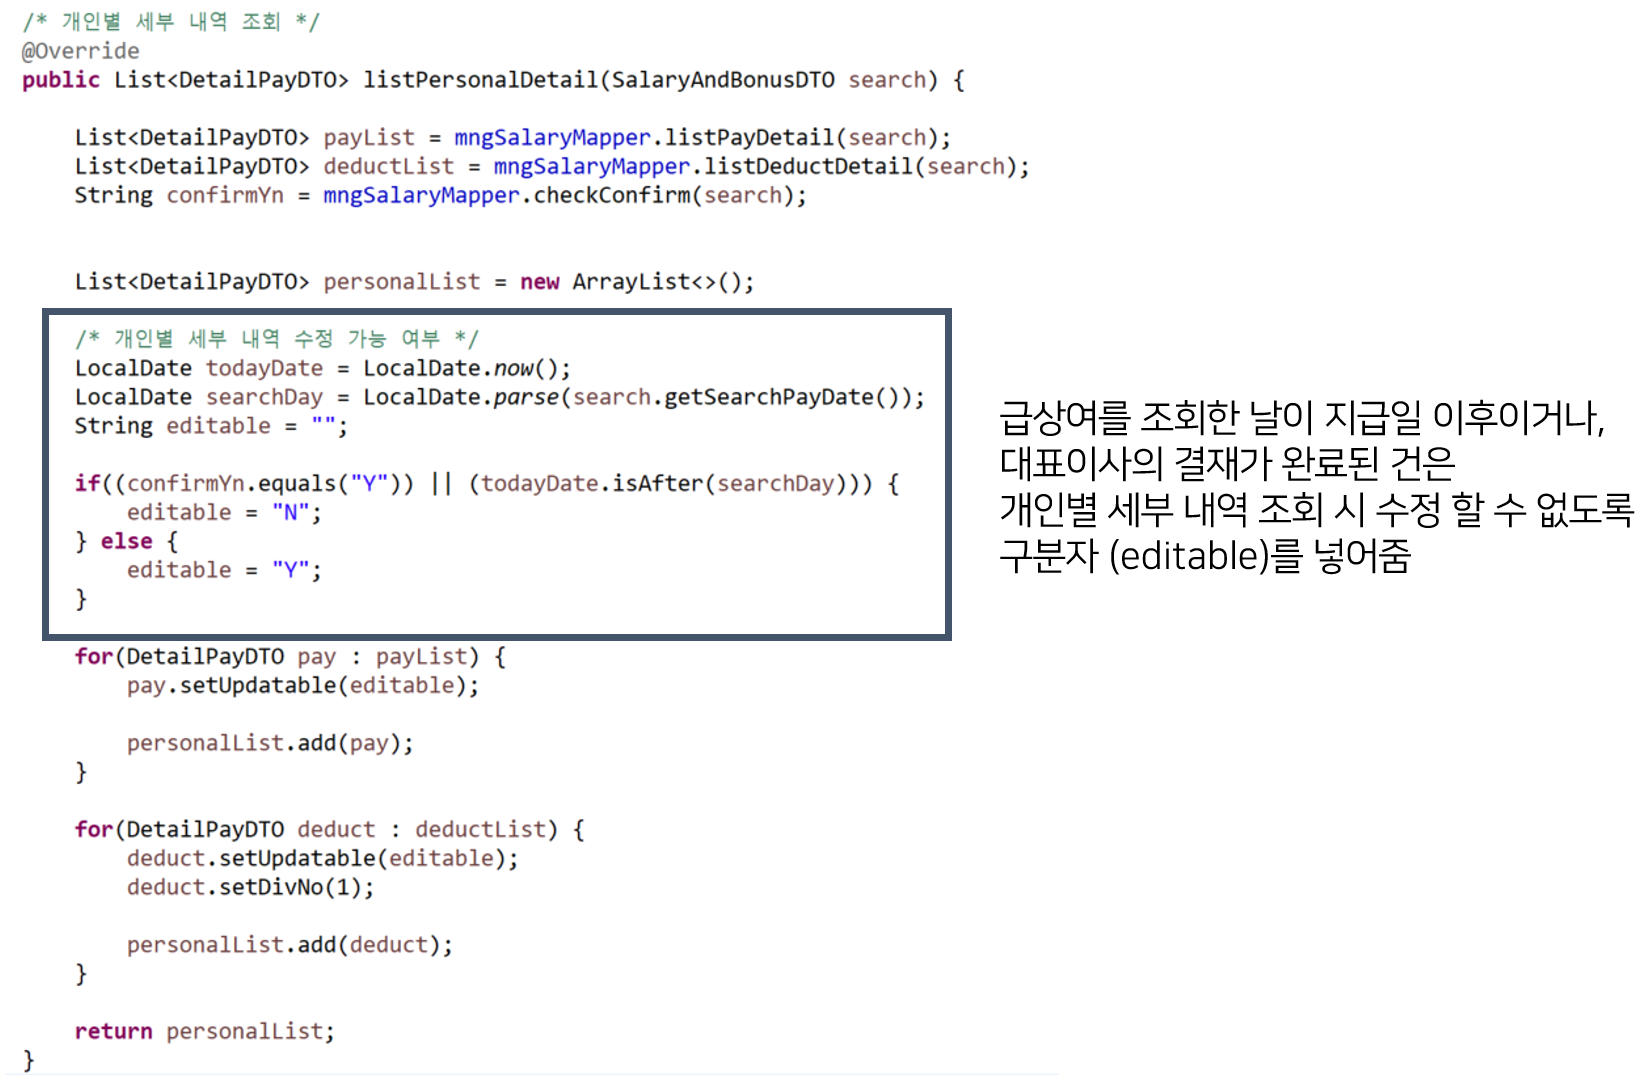 /* 개인별 세부 내역 조회 */
@Override
public List<DetailPayDTO> listPersonalDetail(SalaryAndBonusDTO search) {
List<DetailPayDTO> payList = mngSalaryMapper.listPayDetail(search);
List<DetailPayDTO> deductList = mngSalaryMapper.listDeductDetail(search);
String confirmYn = mngSalaryMapper.checkConfirm(search);
List<DetailPayDTO> personalList = new ArrayList<>();
/* 개인별 세부 내역 수정 가능 여부 */
LocalDate todayDate = LocalDate.now();
LocalDate searchDay = LocalDate.parse(search.getSearchPayDate());
String editable = "";
if((confirmYn.equals("Y")) || (todayDate.isAfter(searchDay))) {
editable = "N";
} else {
editable = "Y";
}
for(DetailPayDTO pay : payList) {
pay.setUpdatable(editable);
personalList.add(pay);
}
for(DetailPayDTO deduct : deductList) {
deduct.setUpdatable(editable);
deduct.setDivNo(1);
personalList.add(deduct);
}
return personalList;
}
급상여를 조회한 날이 지급일 이후이거나,
대표이사의 결재가 완료된 건은
개인별 세부 내역 조회 시 수정 할 수 없도록
구분자 (editable)를 넣어줌